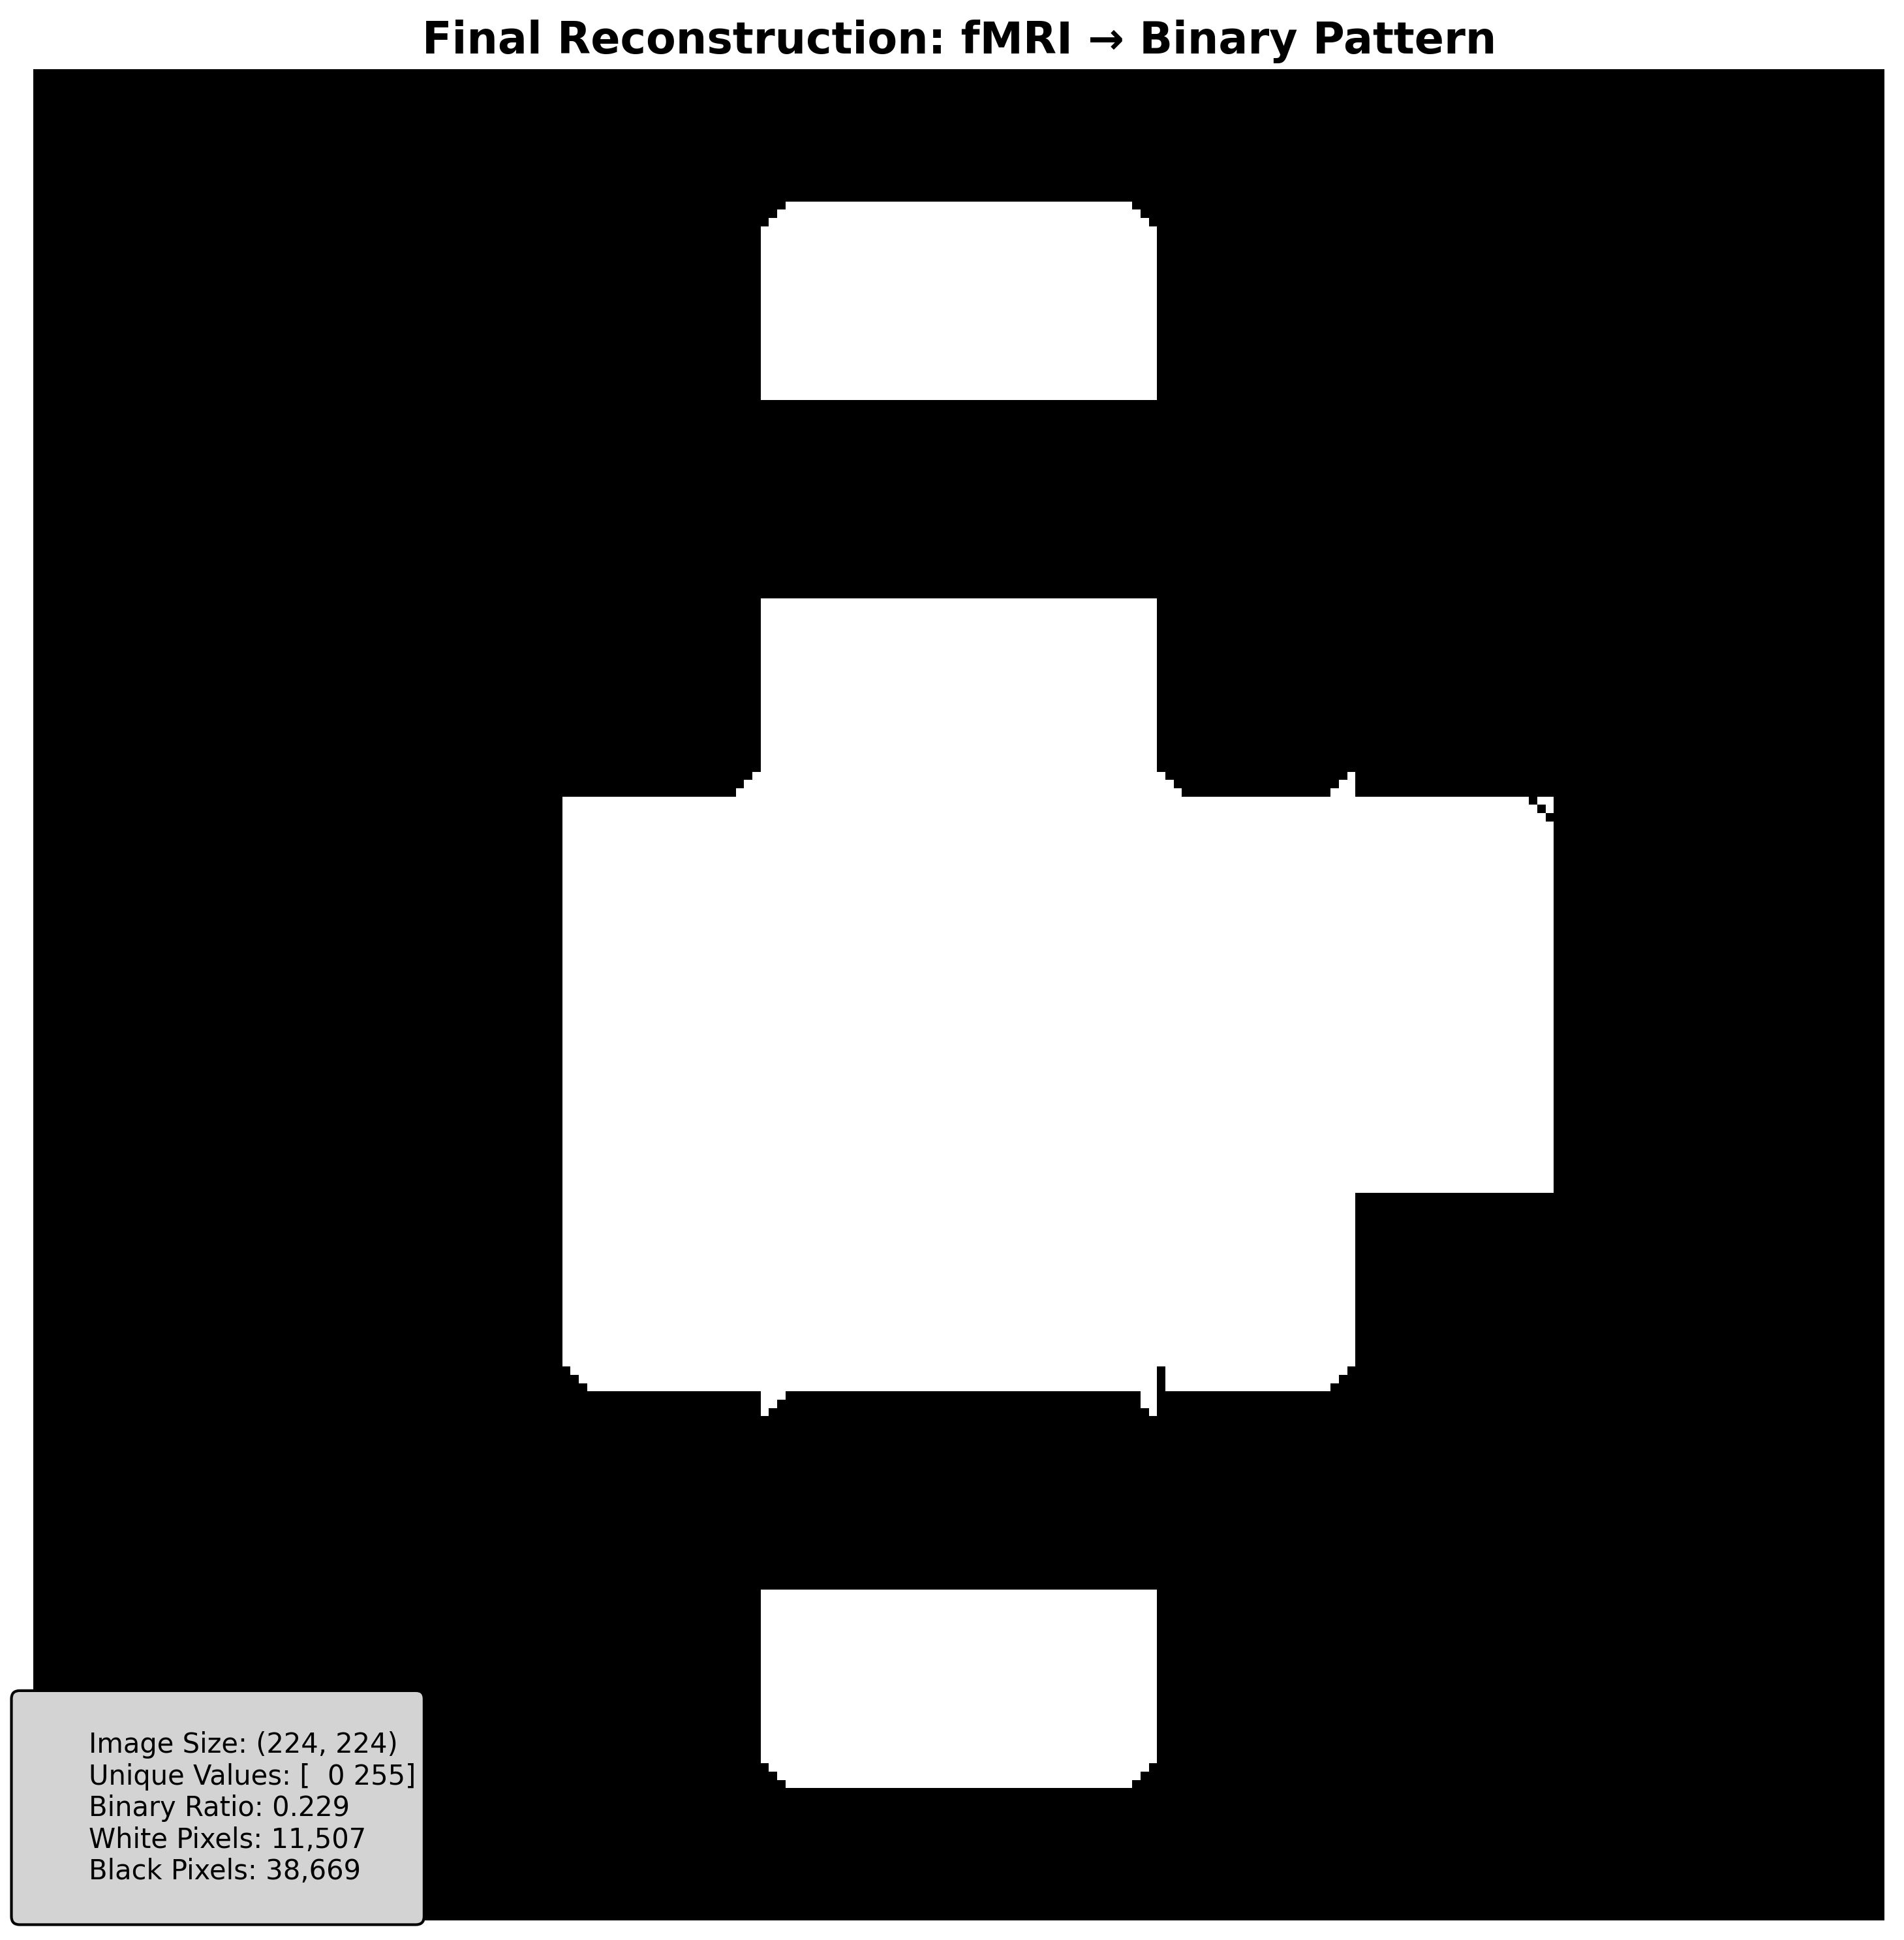 Final Reconstruction: fMRI → Binary Pattern
Image Size: (224, 224)
Unique Values: [  0 255]
Binary Ratio: 0.229
White Pixels: 11,507
Black Pixels: 38,669